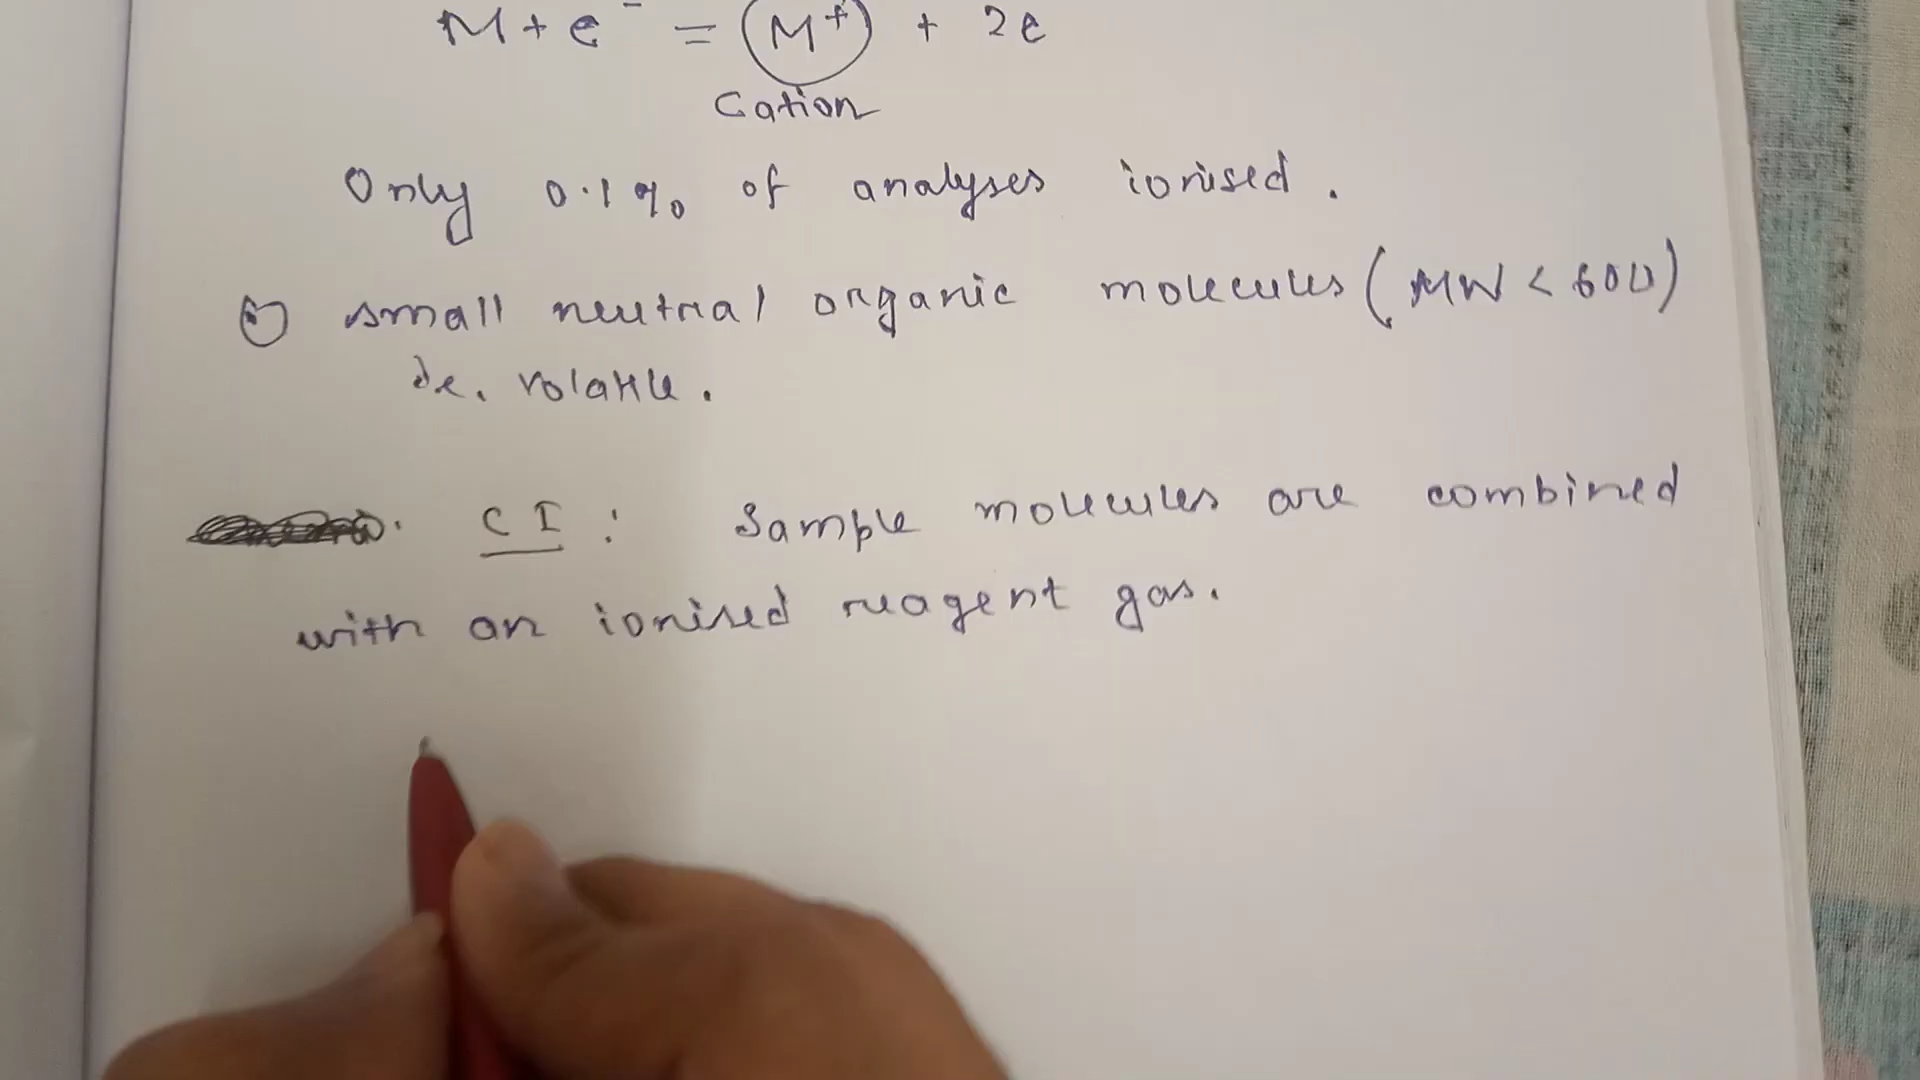 M + e⁻ = M⁺ + 2e
Cation
Only 0.1% of analyses ionised.
small neutral organic molecules (MW < 600)
ie. volatile.
CI : Sample molecules are combined
with an ionised reagent gas.